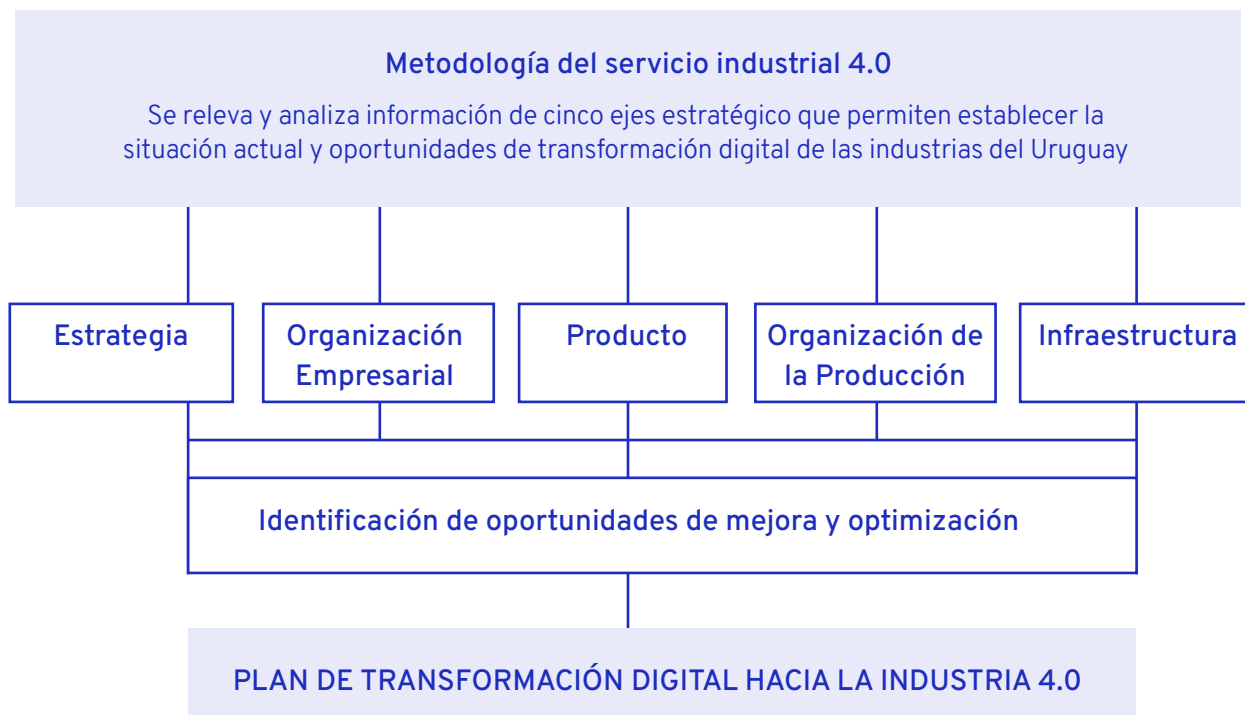 Metodología del servicio industrial 4.0
Se releva y analiza información de cinco ejes estratégico que permiten establecer la
situación actual y oportunidades de transformación digital de las industrias del Uruguay
Estrategia
Organización
Empresarial
Producto
Organización de
la Producción
Infraestructura
Identificación de oportunidades de mejora y optimización
PLAN DE TRANSFORMACIÓN DIGITAL HACIA LA INDUSTRIA 4.0